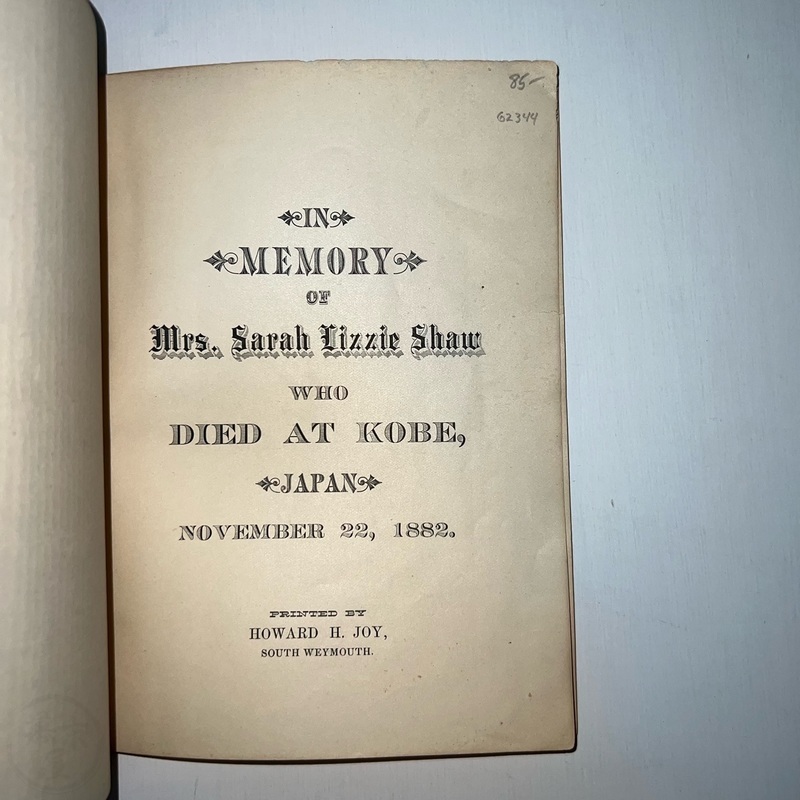 85-
62344
IN
MEMORY
OF
Mrs. Sarah Lizzie Shaw
WHO
DIED AT KOBE,
JAPAN
NOVEMBER 22, 1882.
PRINTED BY
HOWARD H. JOY,
SOUTH WEYMOUTH.